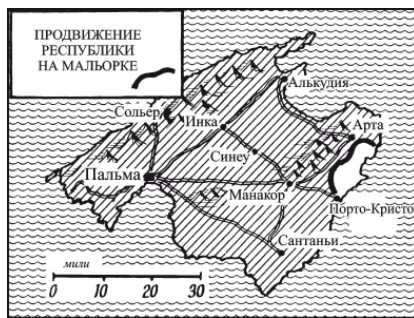 ПРОДВИЖЕНИЕ
РЕСПУБЛИКИ
НА МАЛЬОРКЕ
Алькудия
Сольер
Инка
Арта
Синеу
Пальма
Манакор
Порто-Кристо
Сантаньи
мили
0 10 20 30